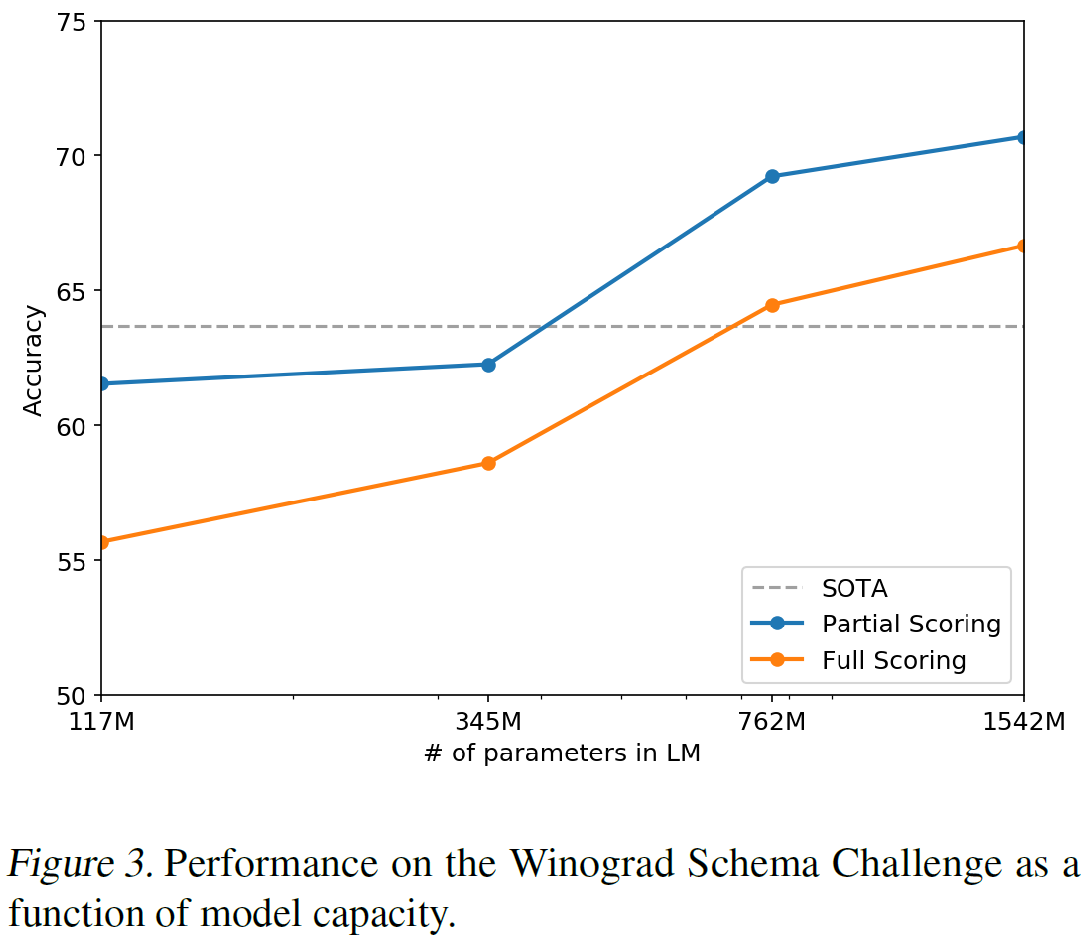 75
70
65
60
55
50
Accuracy
117M 345M 762M 1542M
# of parameters in LM
SOTA
Partial Scoring
Full Scoring
Figure 3. Performance on the Winograd Schema Challenge as a
function of model capacity.